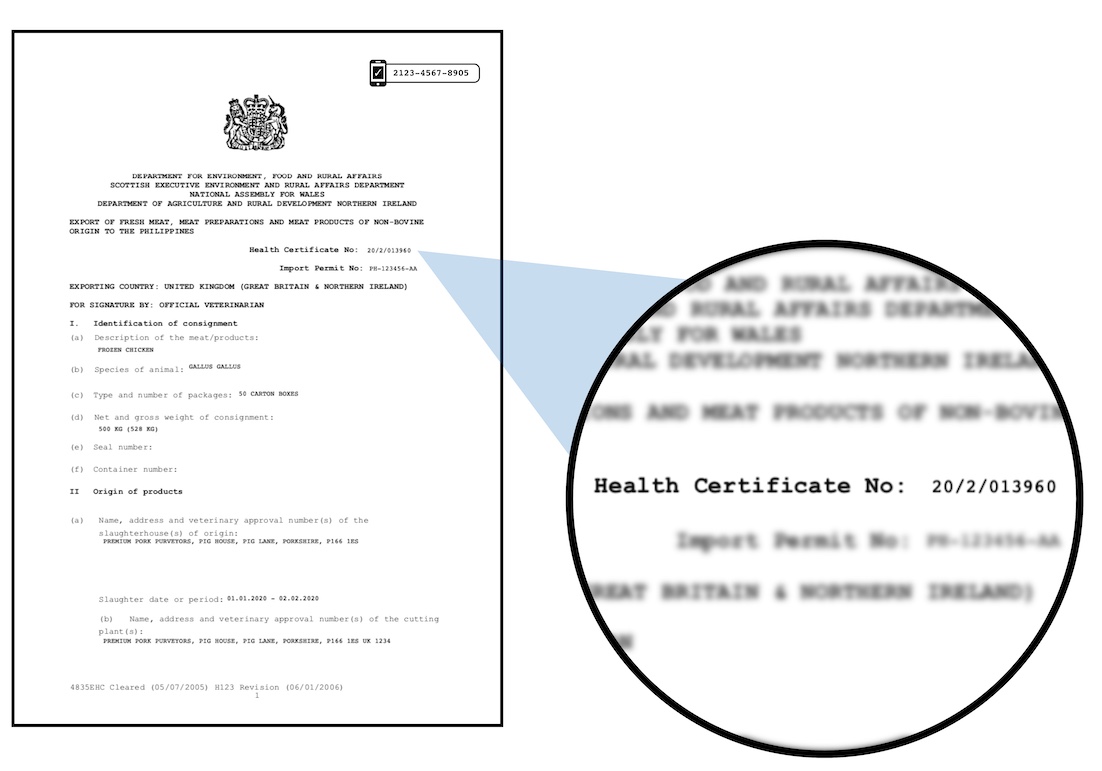 2123-4567-8905
DEPARTMENT FOR ENVIRONMENT, FOOD AND RURAL AFFAIRS
SCOTTISH EXECUTIVE ENVIRONMENT AND RURAL AFFAIRS DEPARTMENT
NATIONAL ASSEMBLY FOR WALES
DEPARTMENT OF AGRICULTURE AND RURAL DEVELOPMENT NORTHERN IRELAND
EXPORT OF FRESH MEAT, MEAT PREPARATIONS AND MEAT PRODUCTS OF NON-BOVINE
ORIGIN TO THE PHILIPPINES
Health Certificate No: 20/2/013960
Import Permit No: PH-123456-AA
EXPORTING COUNTRY: UNITED KINGDOM (GREAT BRITAIN & NORTHERN IRELAND)
FOR SIGNATURE BY: OFFICIAL VETERINARIAN
I. Identification of consignment
(a) Description of the meat/products:
FROZEN CHICKEN
(b) Species of animal: GALLUS GALLUS
(c) Type and number of packages: 50 CARTON BOXES
(d) Net and gross weight of consignment:
500 KG (528 KG)
(e) Seal number:
(f) Container number:
II Origin of products
(a) Name, address and veterinary approval number(s) of the
slaughterhouse(s) of origin:
PREMIUM PORK PURVEYORS, PIG HOUSE, PIG LANE, PORKSHIRE, PI66 1ES
Slaughter date or period: 01.01.2020 - 02.02.2020
(b) Name, address and veterinary approval number(s) of the cutting
plant(s):
PREMIUM PORK PURVEYORS, PIG HOUSE, PIG LANE, PORKSHIRE, P166 1ES UK 1234
4835EHC Cleared (05/07/2005) H123 Revision (06/01/2006)
1
D AND RURAL AFFAIRS
D RURAL AFFAIRS DEPARTME
LY FOR WALES
RAL DEVELOPMENT NORTHERN IRELA
ONS AND MEAT PRODUCTS OF NON-BOVIN
Health Certificate No: 20/2/013960
Import Permit No: PH-123456-AA
REAT BRITAIN & NORTHERN IRELAND)
N